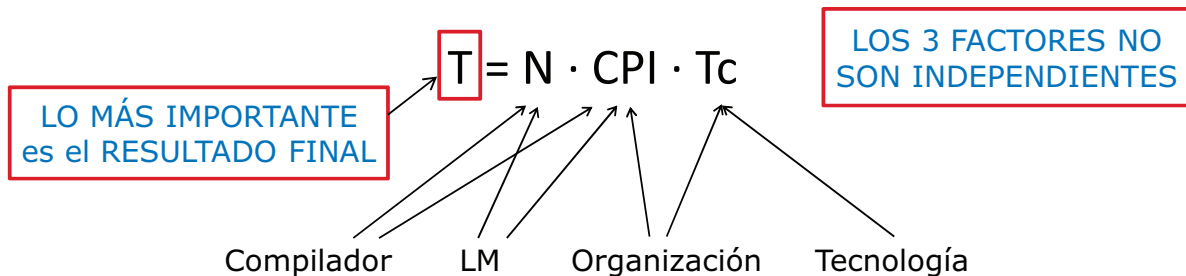 T = N · CPI · Tc
LOS 3 FACTORES NO
SON INDEPENDIENTES
LO MÁS IMPORTANTE
es el RESULTADO FINAL
Compilador LM Organización Tecnología